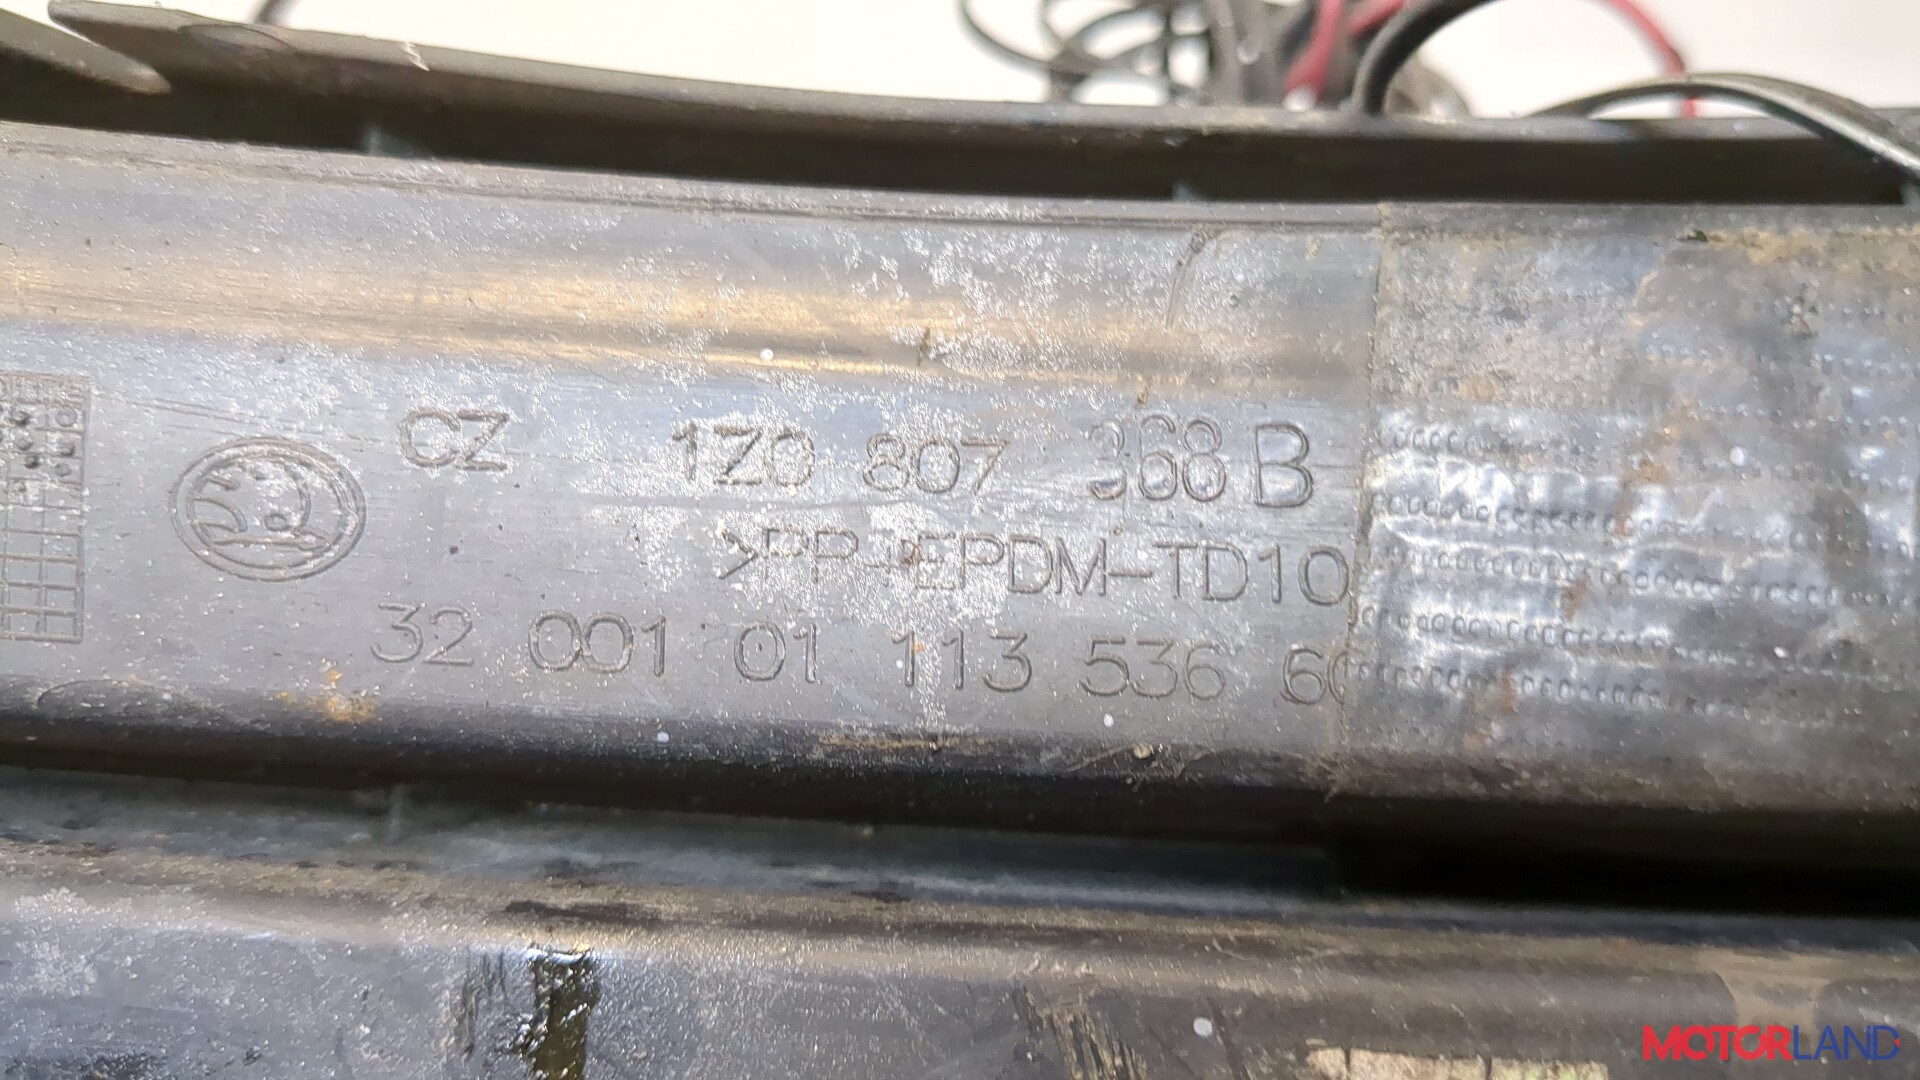 CZ 1Z0 807 368 B
>PP+EPDM-TD10
32 001 01 113 536 60
MOTORLAND